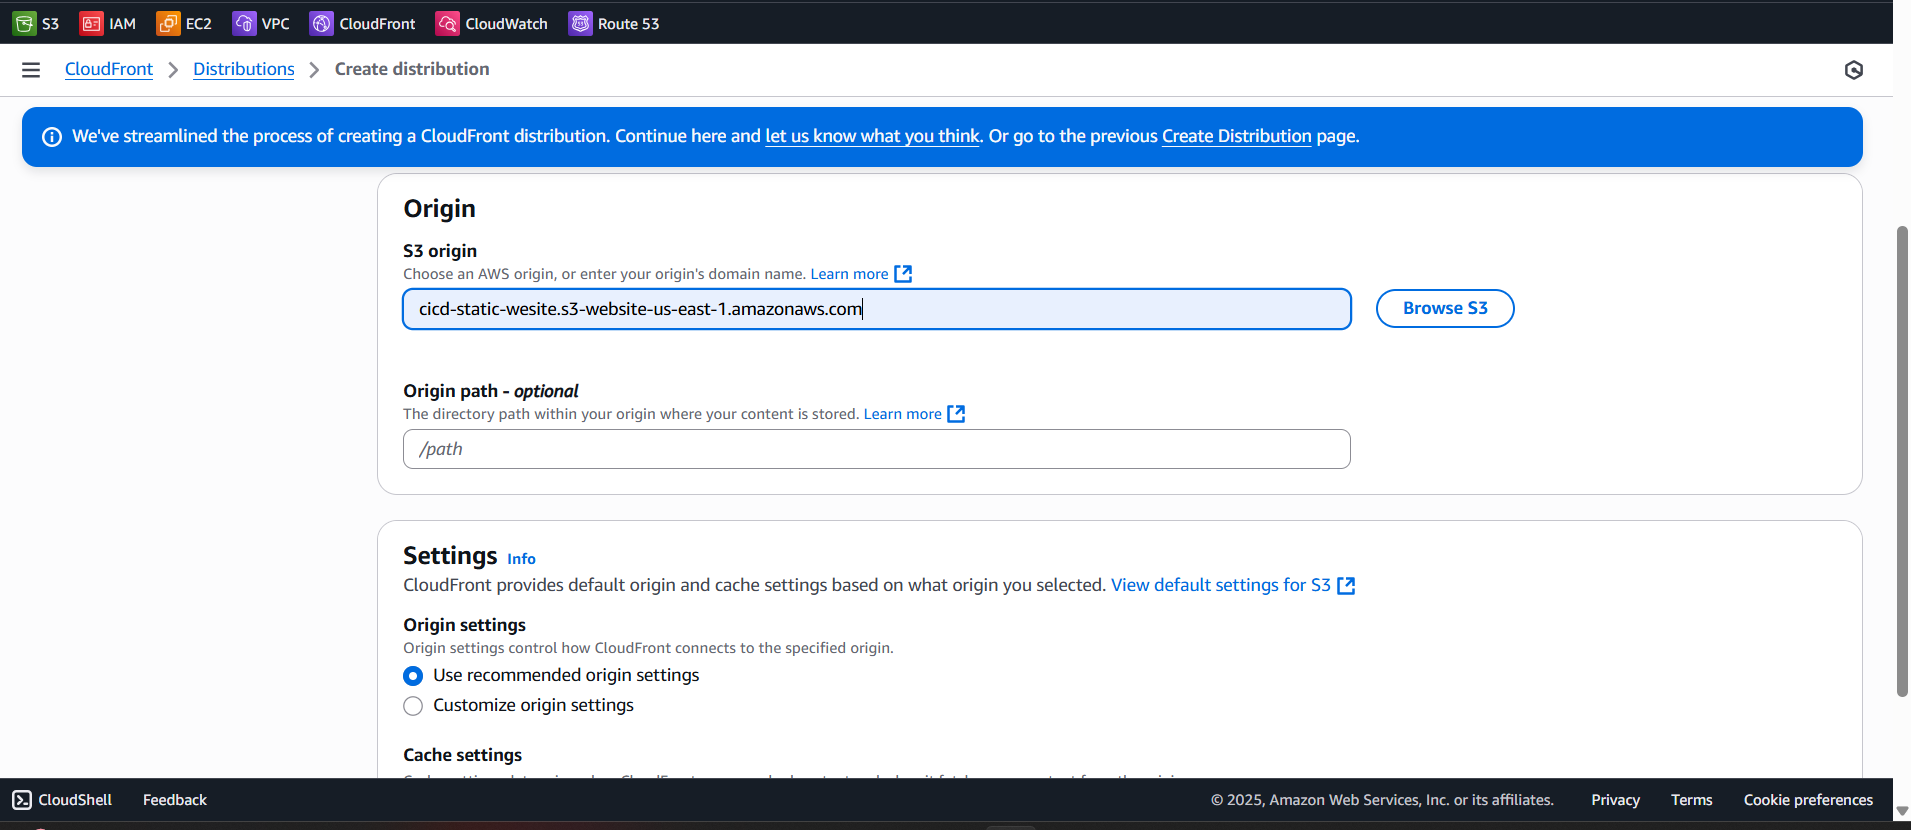 S3 IAM EC2 VPC CloudFront CloudWatch Route 53
CloudFront Distributions Create distribution
We've streamlined the process of creating a CloudFront distribution. Continue here and let us know what you think. Or go to the previous Create Distribution page.
Origin
S3 origin
Choose an AWS origin, or enter your origin's domain name. Learn more
cicd-static-wesite.s3-website-us-east-1.amazonaws.com
Browse S3
Origin path - optional
The directory path within your origin where your content is stored. Learn more
/path
Settings Info
CloudFront provides default origin and cache settings based on what origin you selected. View default settings for S3
Origin settings
Origin settings control how CloudFront connects to the specified origin.
Use recommended origin settings
Customize origin settings
Cache settings
CloudShell Feedback © 2025, Amazon Web Services, Inc. or its affiliates. Privacy Terms Cookie preferences